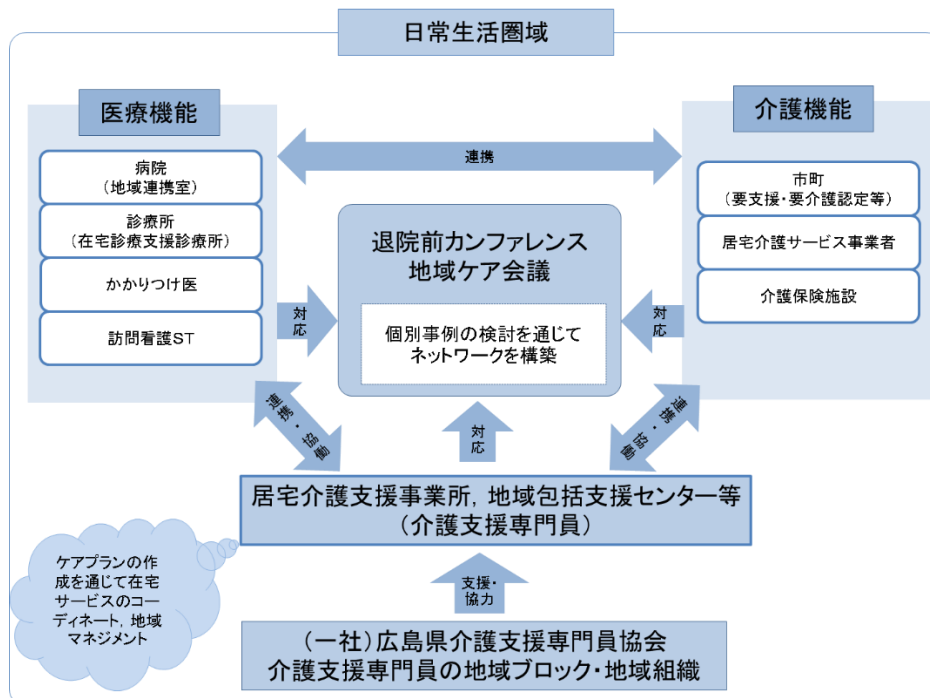 日常生活圏域
医療機能
病院
（地域連携室）
診療所
（在宅診療支援診療所）
かかりつけ医
訪問看護ST
連携
介護機能
市町
（要支援・要介護認定等）
居宅介護サービス事業者
介護保険施設
退院前カンファレンス
地域ケア会議
個別事例の検討を通じて
ネットワークを構築
対応
対応
連携・協働
対応
連携・協働
居宅介護支援事業所，地域包括支援センター等
（介護支援専門員）
ケアプランの作
成を通じて在宅
サービスのコー
ディネート，地域
マネジメント
支援・
協力
（一社）広島県介護支援専門員協会
介護支援専門員の地域ブロック・地域組織